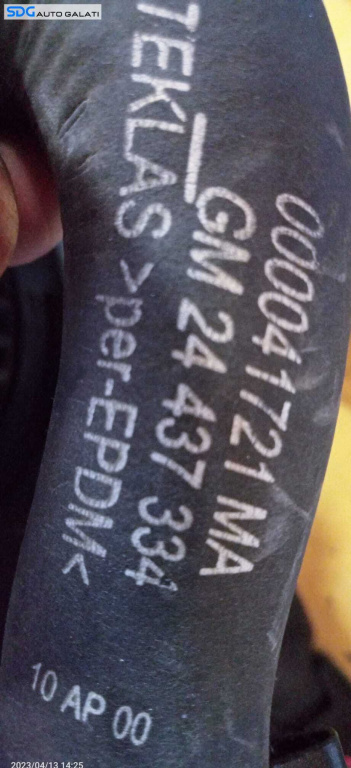 SDG AUTO GALATI
000041721 MA
GM 24 437 334
TEKLAS >per-EPDM<
10 AP 00
2023/04/13 14:25